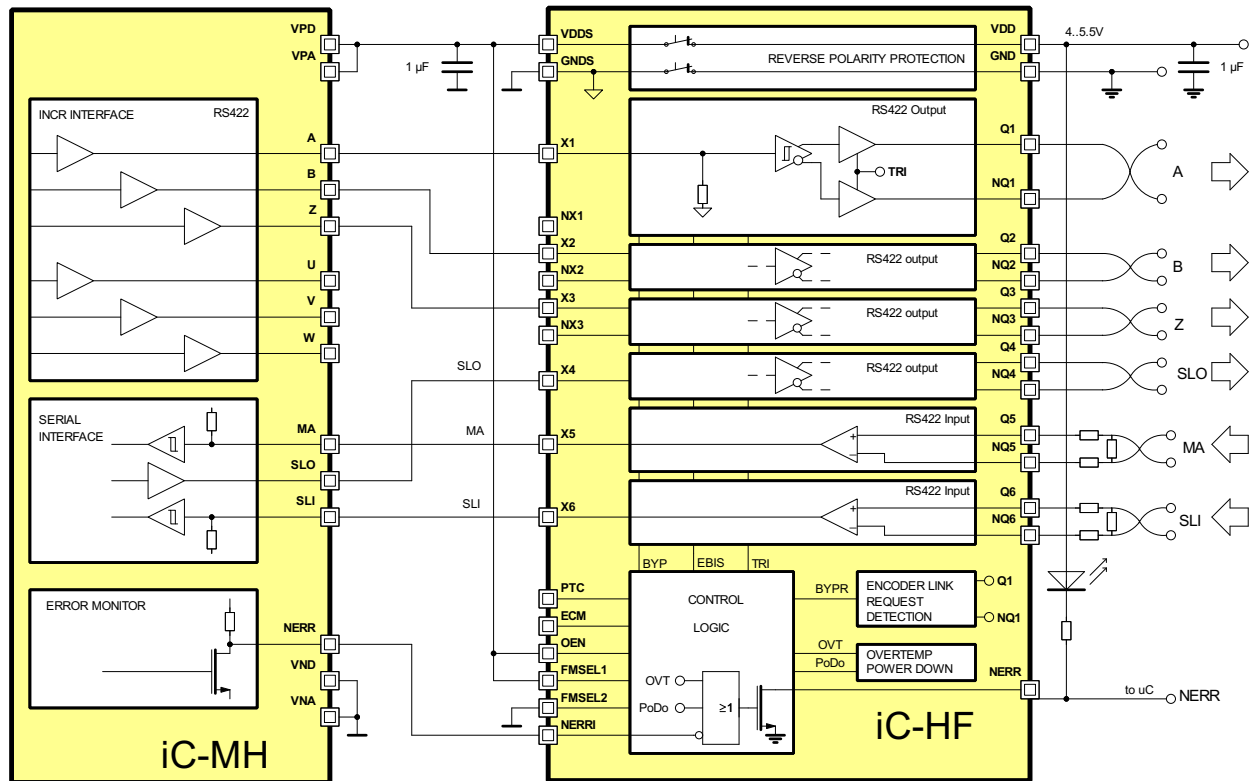 VPD
VPA
1 µF
VDDS
GNDS
REVERSE POLARITY PROTECTION
VDD
GND
4..5.5V
1 µF
INCR INTERFACE
RS422
A
B
Z
U
V
W
X1
NX1
X2
NX2
X3
NX3
X4
X5
X6
RS422 Output
TRI
Q1
NQ1
A
RS422 output
Q2
NQ2
B
RS422 output
Q3
NQ3
Z
RS422 output
Q4
NQ4
SLO
SLO
SERIAL
INTERFACE
MA
SLO
SLI
MA
SLI
RS422 Input
+
–
Q5
NQ5
MA
RS422 Input
+
–
Q6
NQ6
SLI
BYP
EBIS
TRI
PTC
ECM
OEN
FMSEL1
FMSEL2
NERRI
CONTROL
LOGIC
OVT
PoDo
≥1
BYPR
ENCODER LINK
REQUEST
DETECTION
Q1
NQ1
OVT
PoDo
OVERTEMP
POWER DOWN
NERR
to uC
NERR
ERROR MONITOR
NERR
VND
VNA
iC-MH
iC-HF